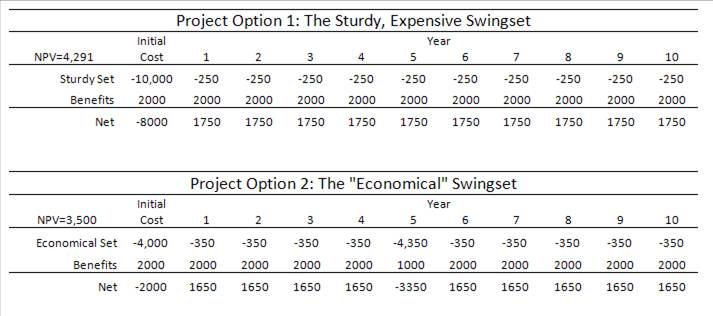 Project Option 1: The Sturdy, Expensive Swingset
Initial Year
NPV=4,291 Cost 1 2 3 4 5 6 7 8 9 10
Sturdy Set -10,000 -250 -250 -250 -250 -250 -250 -250 -250 -250 -250
Benefits 2000 2000 2000 2000 2000 2000 2000 2000 2000 2000 2000
Net -8000 1750 1750 1750 1750 1750 1750 1750 1750 1750 1750
Project Option 2: The "Economical" Swingset
Initial Year
NPV=3,500 Cost 1 2 3 4 5 6 7 8 9 10
Economical Set -4,000 -350 -350 -350 -350 -4,350 -350 -350 -350 -350 -350
Benefits 2000 2000 2000 2000 2000 1000 2000 2000 2000 2000 2000
Net -2000 1650 1650 1650 1650 -3350 1650 1650 1650 1650 1650